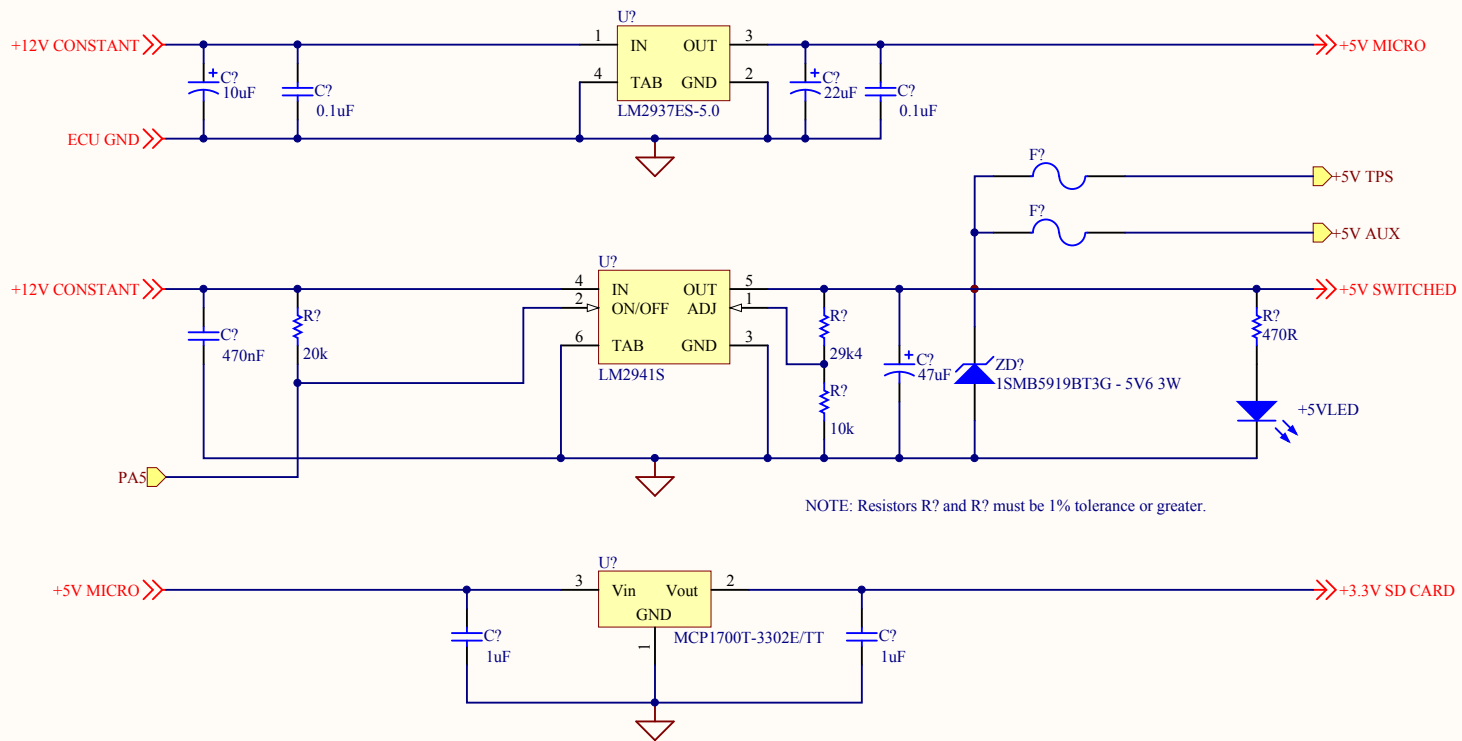 U?
+12V CONSTANT
1
IN
OUT
3
+5V MICRO
C?
10uF
C?
0.1uF
4
TAB
GND
2
C?
22uF
C?
0.1uF
LM2937ES-5.0
ECU GND
F?
+5V TPS
F?
+5V AUX
U?
+12V CONSTANT
4
IN
OUT
5
+5V SWITCHED
2
ON/OFF
ADJ
1
C?
470nF
R?
20k
6
TAB
GND
3
LM2941S
R?
29k4
R?
10k
C?
47uF
ZD?
1SMB5919BT3G - 5V6 3W
R?
470R
+5VLED
PA5
NOTE: Resistors R? and R? must be 1% tolerance or greater.
U?
+5V MICRO
3
Vin
Vout
2
+3.3V SD CARD
GND
1
MCP1700T-3302E/TT
C?
1uF
C?
1uF